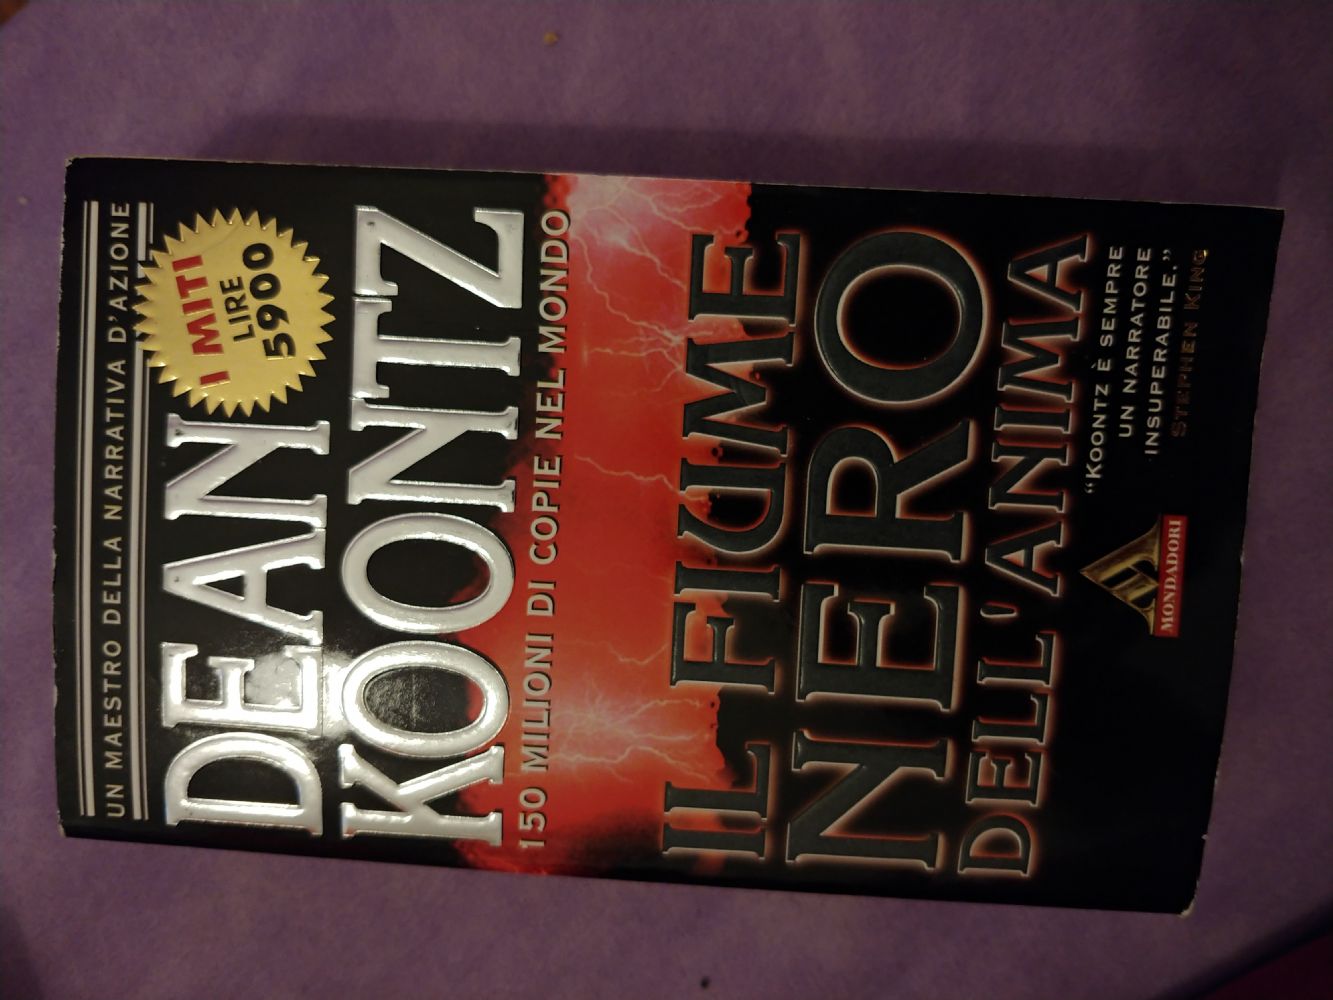 UN MAESTRO DELLA NARRATIVA D'AZIONE
I MITI
LIRE
5900
DEAN
KOONTZ
150 MILIONI DI COPIE NEL MONDO
IL FIUME
NERO
DELL'ANIMA
“KOONTZ È SEMPRE
UN NARRATORE
INSUPERABILE.”
STEPHEN KING
MONDADORI